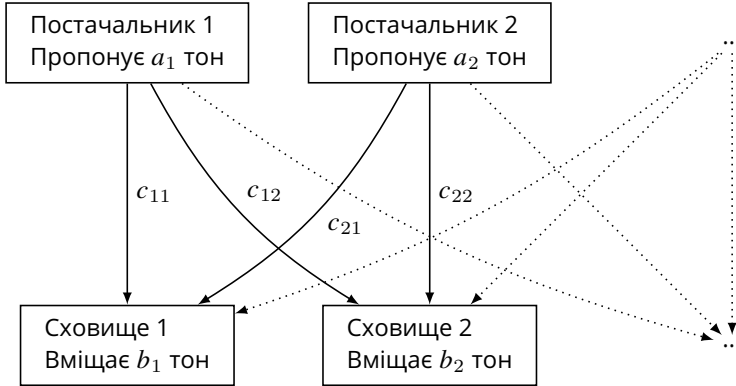 Постачальник 1
Пропонує a₁ тон
Постачальник 2
Пропонує a₂ тон
..
c₁₁
c₁₂
c₂₁
c₂₂
Сховище 1
Вміщає b₁ тон
Сховище 2
Вміщає b₂ тон
..